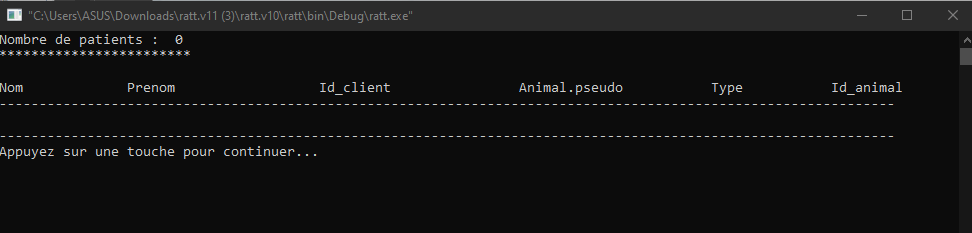 "C:\Users\ASUS\Downloads\ratt.v11 (3)\ratt.v10\ratt\bin\Debug\ratt.exe"
Nombre de patients :  0
************************
Nom             Prenom                  Id_client                Animal.pseudo           Type           Id_animal
----------------------------------------------------------------------------------------------------------------
----------------------------------------------------------------------------------------------------------------
Appuyez sur une touche pour continuer...